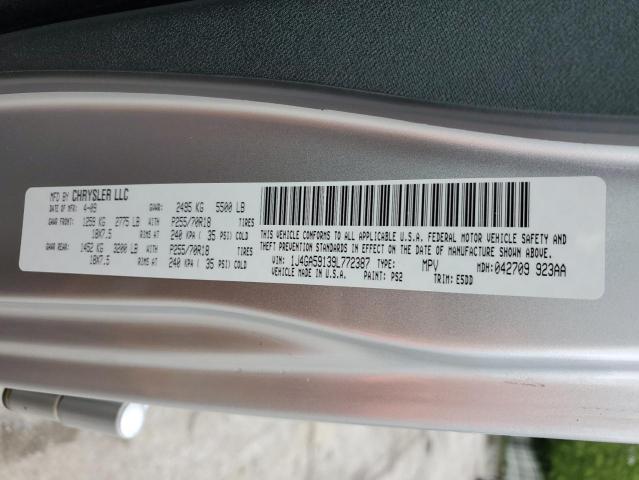 MFD BY CHRYSLER LLC
DATE OF MFR 4-09 GVWR: 2495 KG 5500 LB
GAWR FRONT 1259 KG 2775 LB WITH P255/70R18 TIRES
18X7.5 RIMS AT 240 KPA ( 35 PSI) COLD
GAWR REAR: 1452 KG 3200 LB WITH P255/70R18 TIRES
18X7.5 RIMS AT 240 KPA ( 35 PSI) COLD
THIS VEHICLE CONFORMS TO ALL APPLICABLE U.S.A. FEDERAL MOTOR VEHICLE SAFETY AND
THEFT PREVENTION STANDARDS IN EFFECT ON THE DATE OF MANUFACTURE SHOWN ABOVE.
VIN: 1J4GA59139L772387 TYPE: MPV MDH: 042709 923AA
PAINT: PS2 TRIM: E5DD